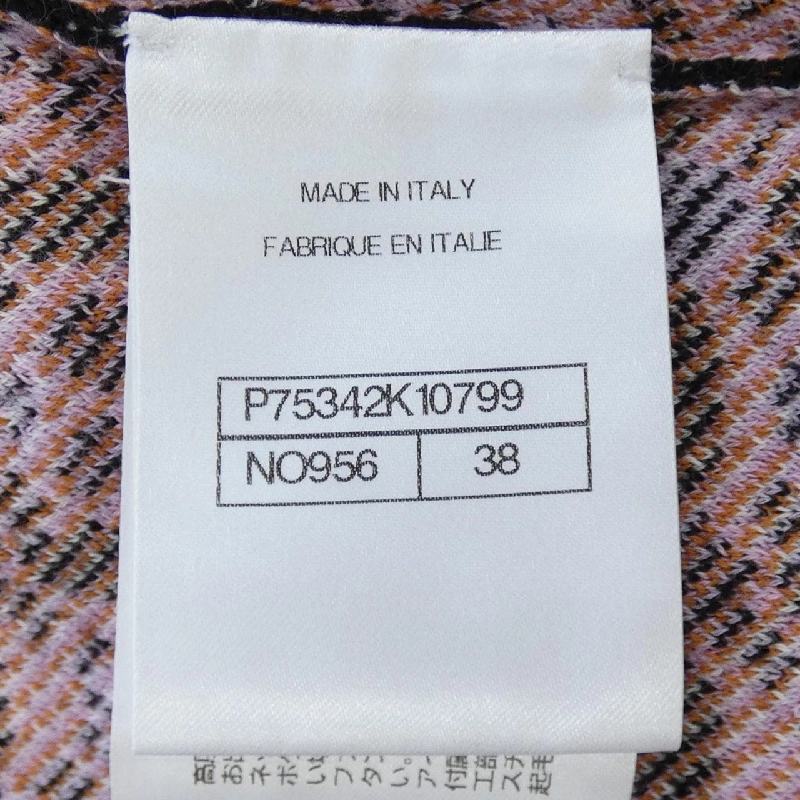 MADE IN ITALY
FABRIQUE EN ITALIE
P75342K10799
NO956 38